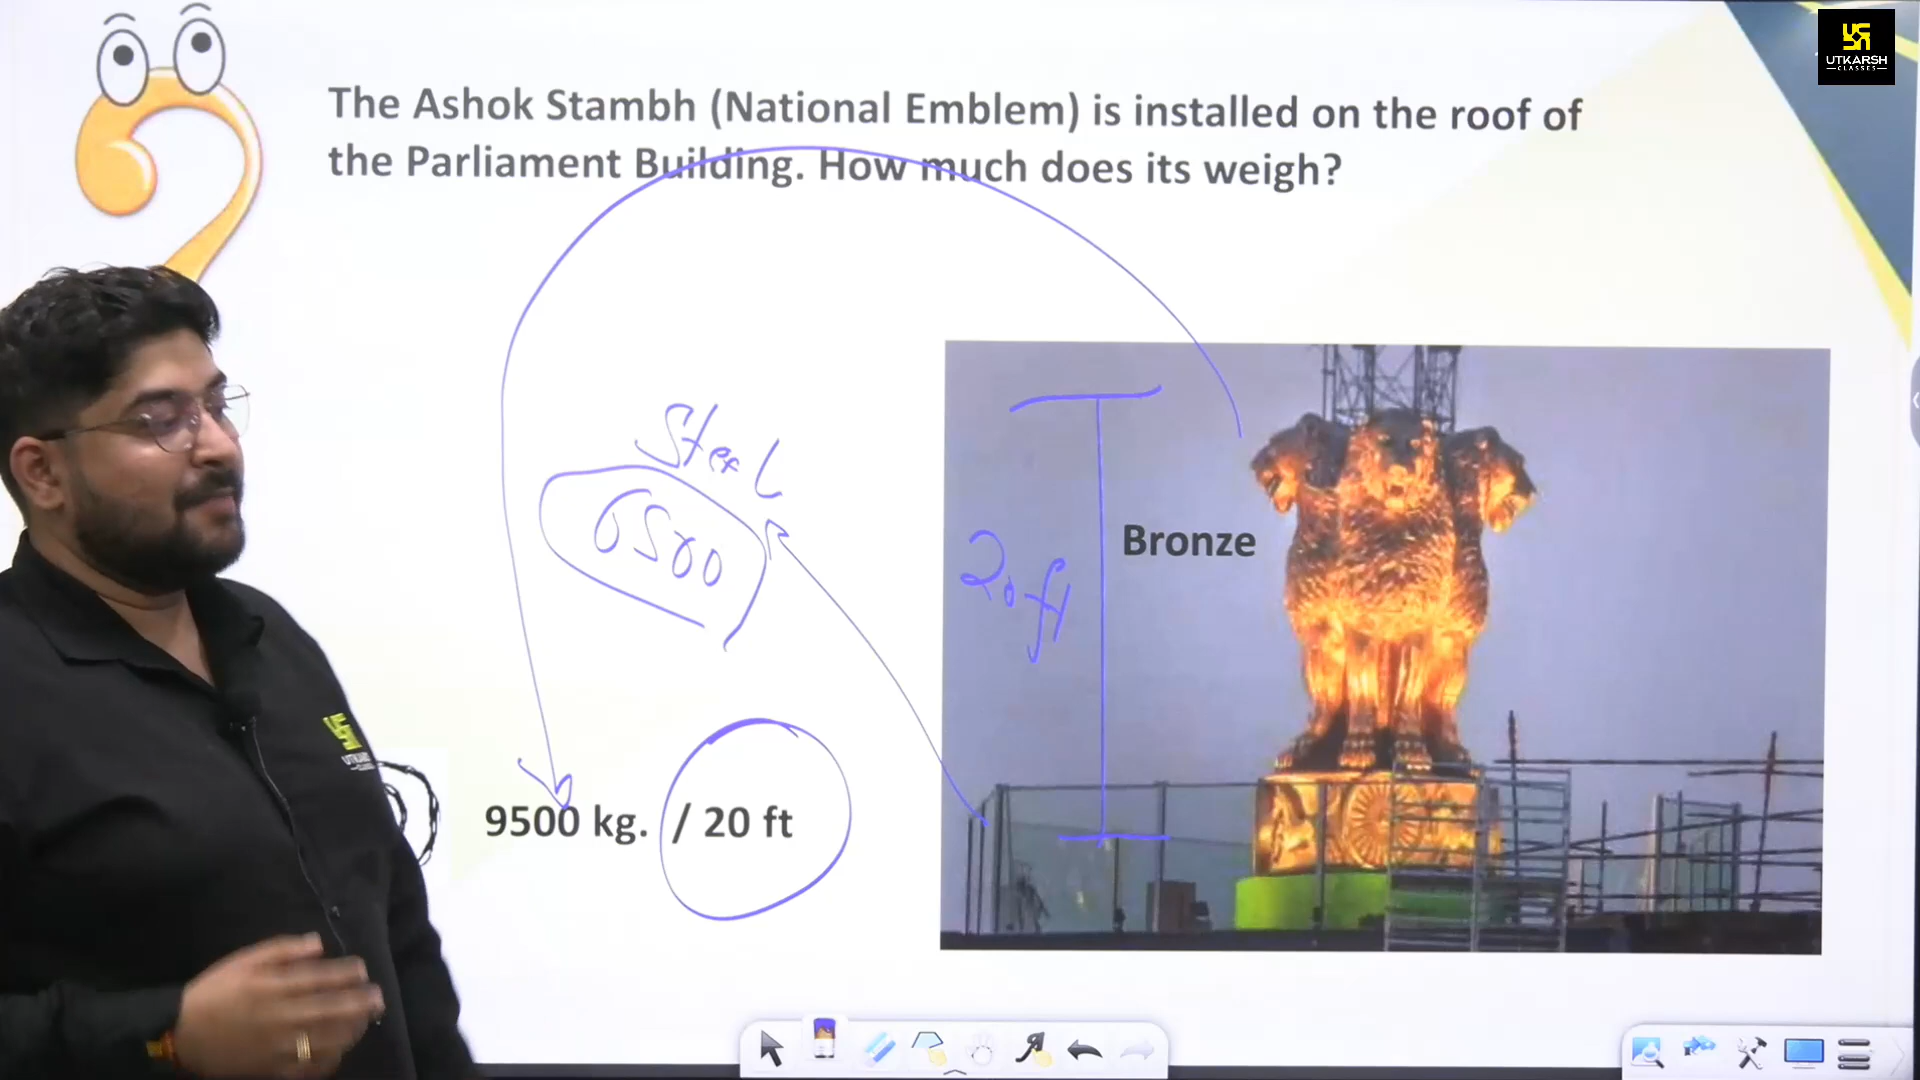 UTKARSH
CLASSES
The Ashok Stambh (National Emblem) is installed on the roof of
the Parliament Building. How much does its weigh?
Steel
6500
20 ft
Bronze
9500 kg. / 20 ft